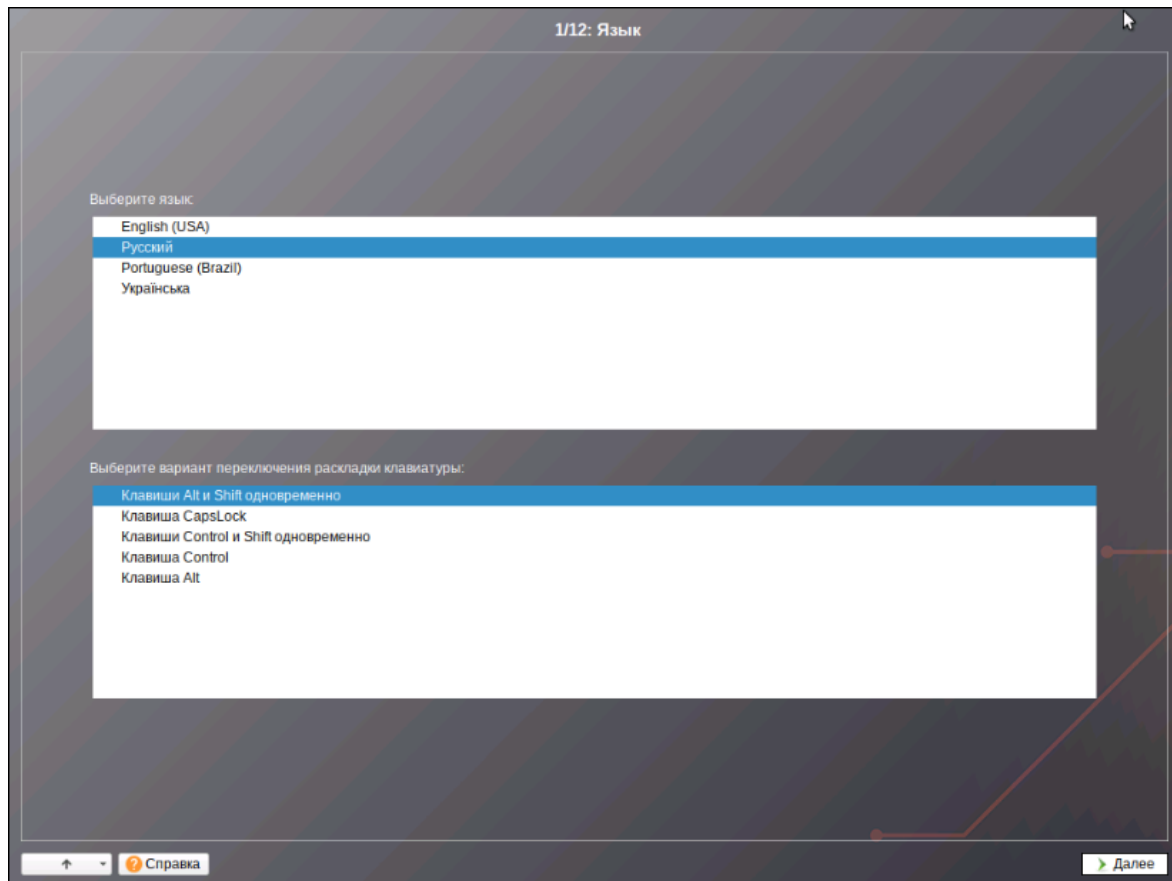 1/12: Язык
Выберите язык:
English (USA)
Русский
Portuguese (Brazil)
Українська
Выберите вариант переключения раскладки клавиатуры:
Клавиши Alt и Shift одновременно
Клавиша CapsLock
Клавиши Control и Shift одновременно
Клавиша Control
Клавиша Alt
Справка
Далее